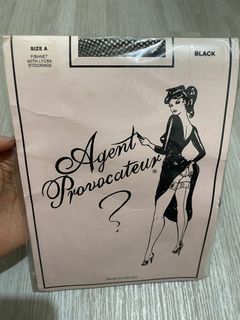 SIZE A
FISHNET
WITH LYCRA
STOCKINGS
BLACK
Agent
Provocateur®
?